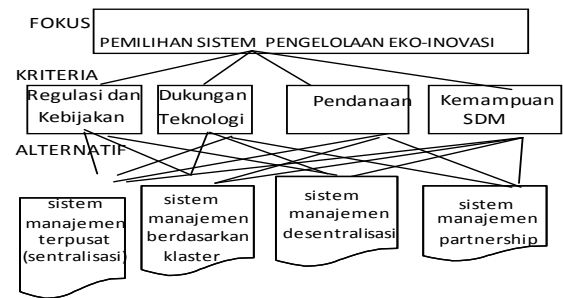 FOKUS
PEMILIHAN SISTEM PENGELOLAAN EKO-INOVASI
KRITERIA
Regulasi dan
Kebijakan
Dukungan
Teknologi
Pendanaan
Kemampuan
SDM
ALTERNATIF
sistem
manajemen
terpusat
(sentralisasi)
sistem
manajemen
berdasarkan
klaster
sistem
manajemen
desentralisasi
sistem
manajemen
partnership